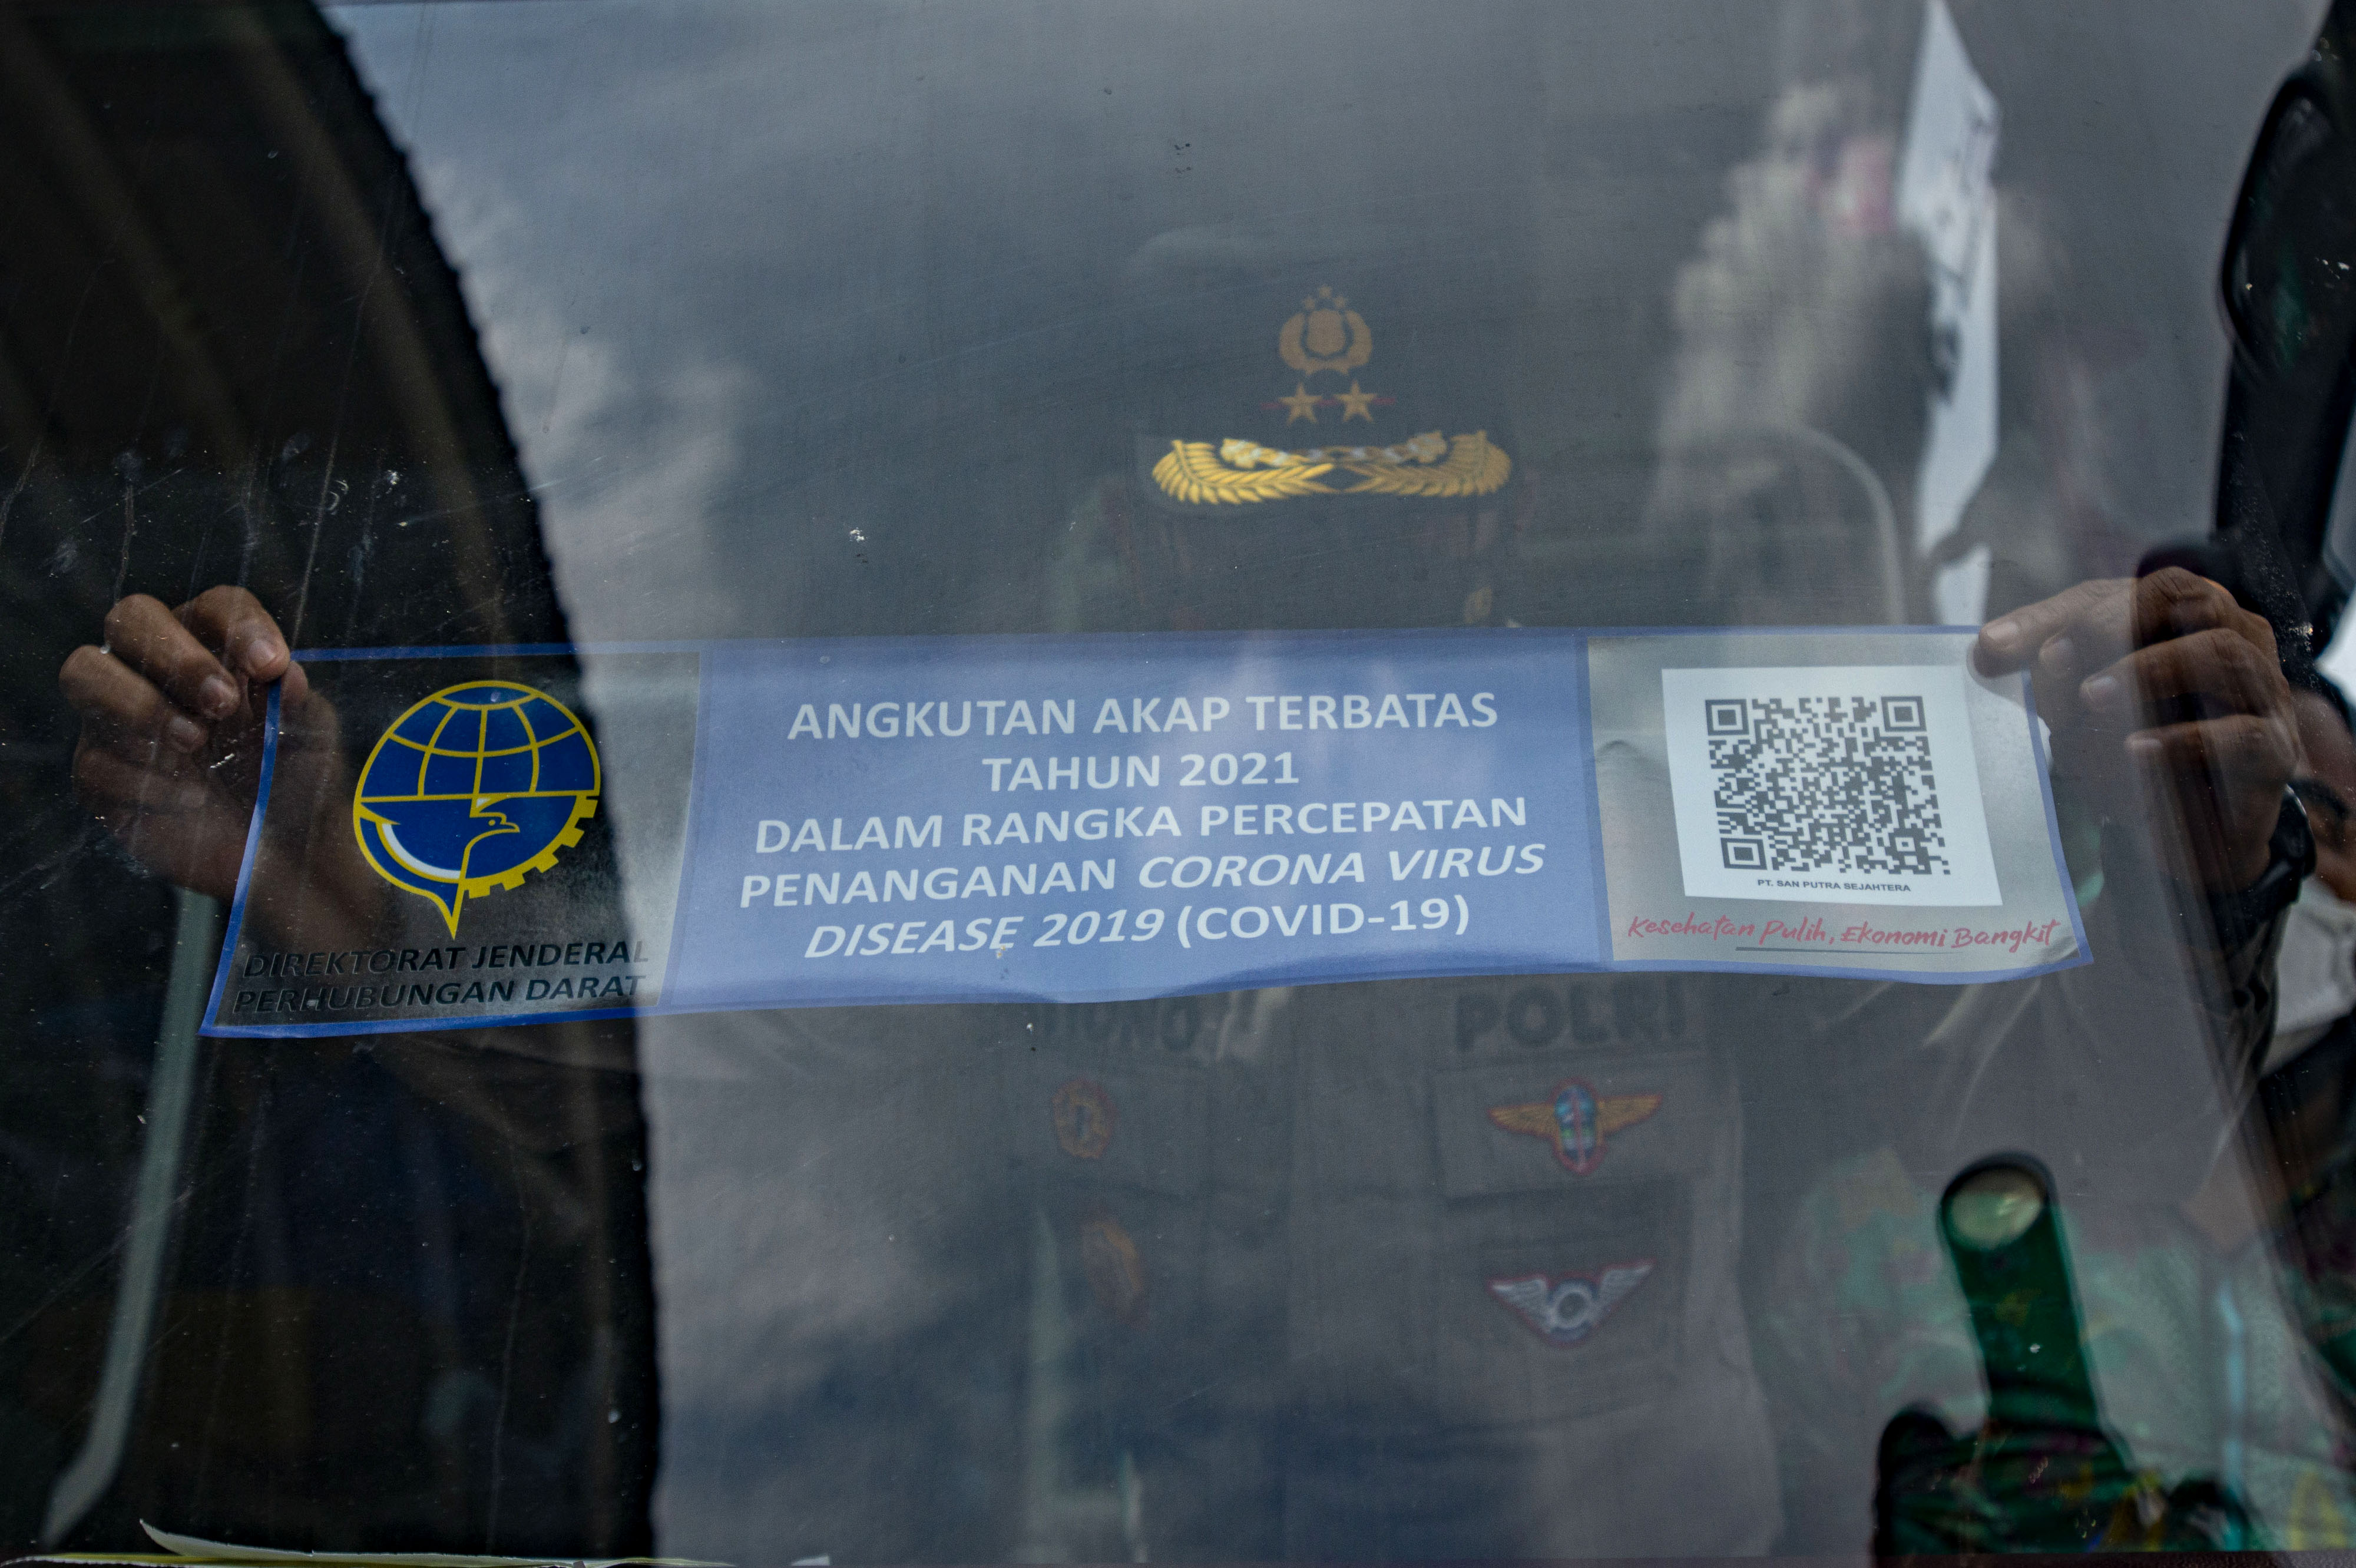 ANGKUTAN AKAP TERBATAS
TAHUN 2021
DALAM RANGKA PERCEPATAN
PENANGANAN CORONA VIRUS
DISEASE 2019 (COVID-19)
DIREKTORAT JENDERAL
PERHUBUNGAN DARAT
PT. SAN PUTRA SEJAHTERA
Kesehatan Pulih, Ekonomi Bangkit
POLRI